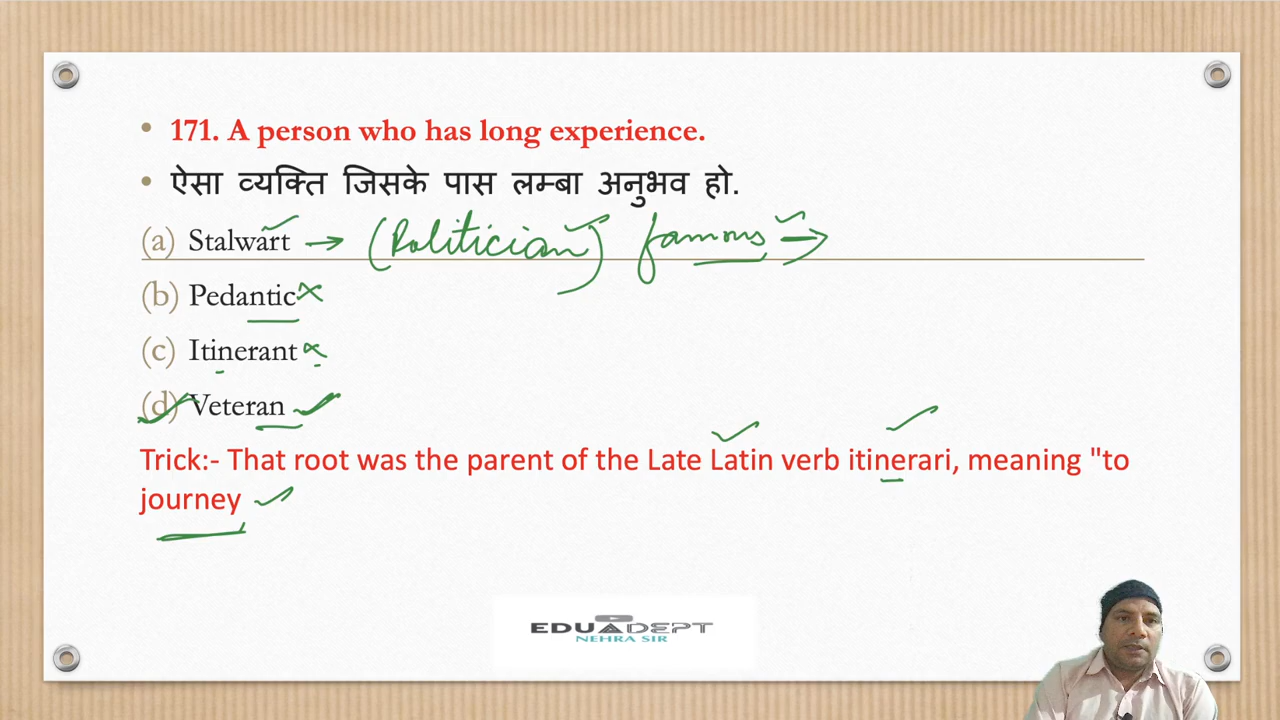 171. A person who has long experience.
ऐसा व्यक्ति जिसके पास लम्बा अनुभव हो.
(a) Stalwart → (Politician) famous →
(b) Pedantic
(c) Itinerant
(d) Veteran
Trick:- That root was the parent of the Late Latin verb itinerari, meaning "to
journey
EDUADEPT
NEHRA SIR